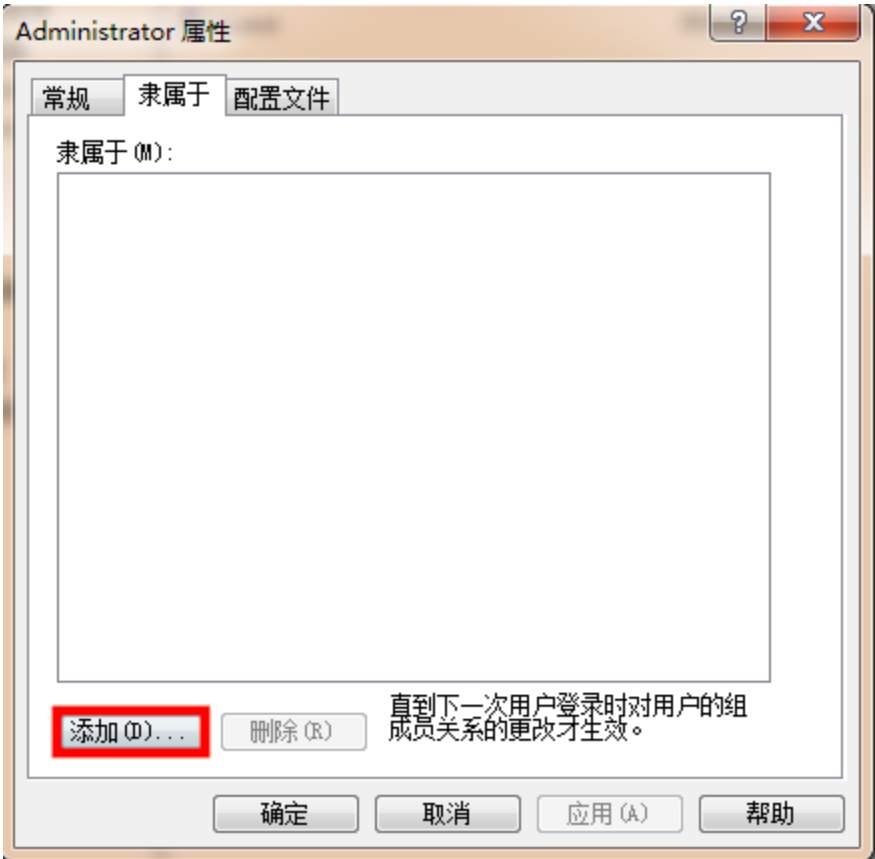 Administrator 属性
常规
隶属于
配置文件
隶属于(M):
添加(D)...
删除(R)
直到下一次用户登录时对用户的组
成员关系的更改才生效。
确定
取消
应用(A)
帮助